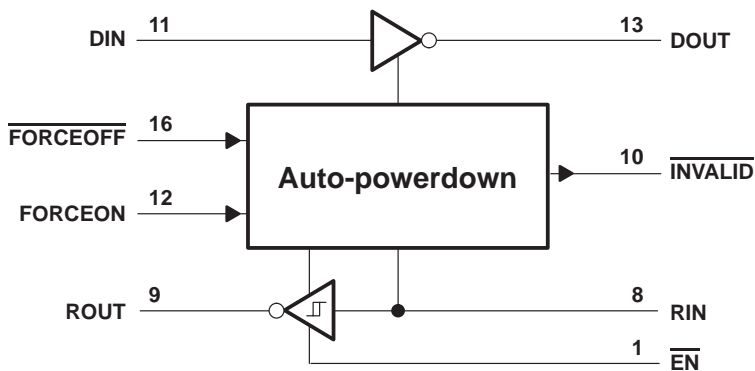 DIN 11 13 DOUT
FORCEOFF 16
Auto-powerdown
10 INVALID
FORCEON 12
ROUT 9 8 RIN
1 EN